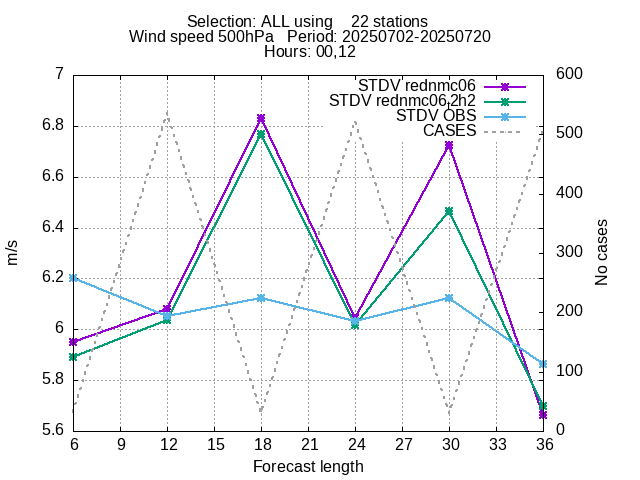 Selection: ALL using    22 stations
Wind speed 500hPa   Period: 20250702-20250720
Hours: 00,12
STDV rednmc06
STDV rednmc06,2h2
STDV OBS
CASES
7
6.8
6.6
6.4
6.2
6
5.8
5.6
m/s
600
500
400
300
200
100
0
No cases
6 9 12 15 18 21 24 27 30 33 36
Forecast length